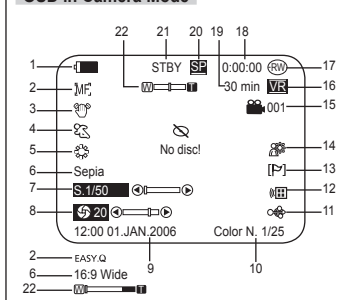 OSD in Camera Mode
22 21 20 19 18
1 STBY SP 0:00:00 RW 17
2 MF W T 30 min VR 16
3 001 15
4
5 No disc! 14
6 Sepia 13
7 S.1/50 12
8 20 11
12:00 01.JAN.2006 Color N. 1/25
2 EASY.Q 9 10
6 16:9 Wide
22 W T